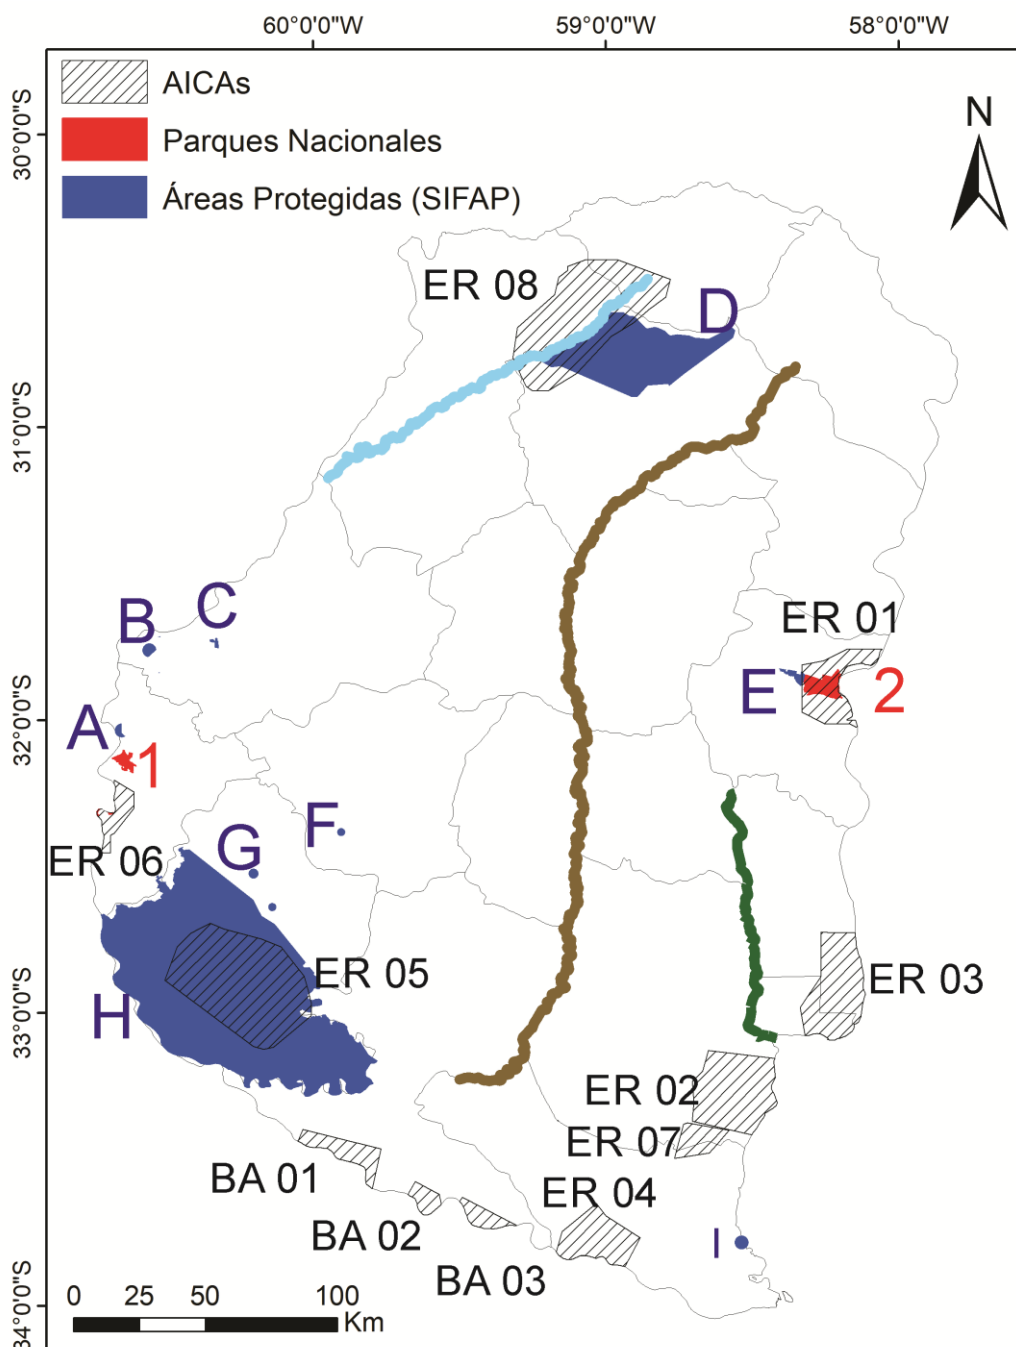 60°0'0"W
59°0'0"W
58°0'0"W
AICAs
Parques Nacionales
Áreas Protegidas (SIFAP)
N
30°0'0"S
ER 08
D
31°0'0"S
B
C
ER 01
E
2
A
1
32°0'0"S
F
G
ER 06
ER 05
ER 03
H
33°0'0"S
ER 02
ER 07
BA 01
ER 04
BA 02
I
BA 03
34°0'0"S
0 25 50 100
Km